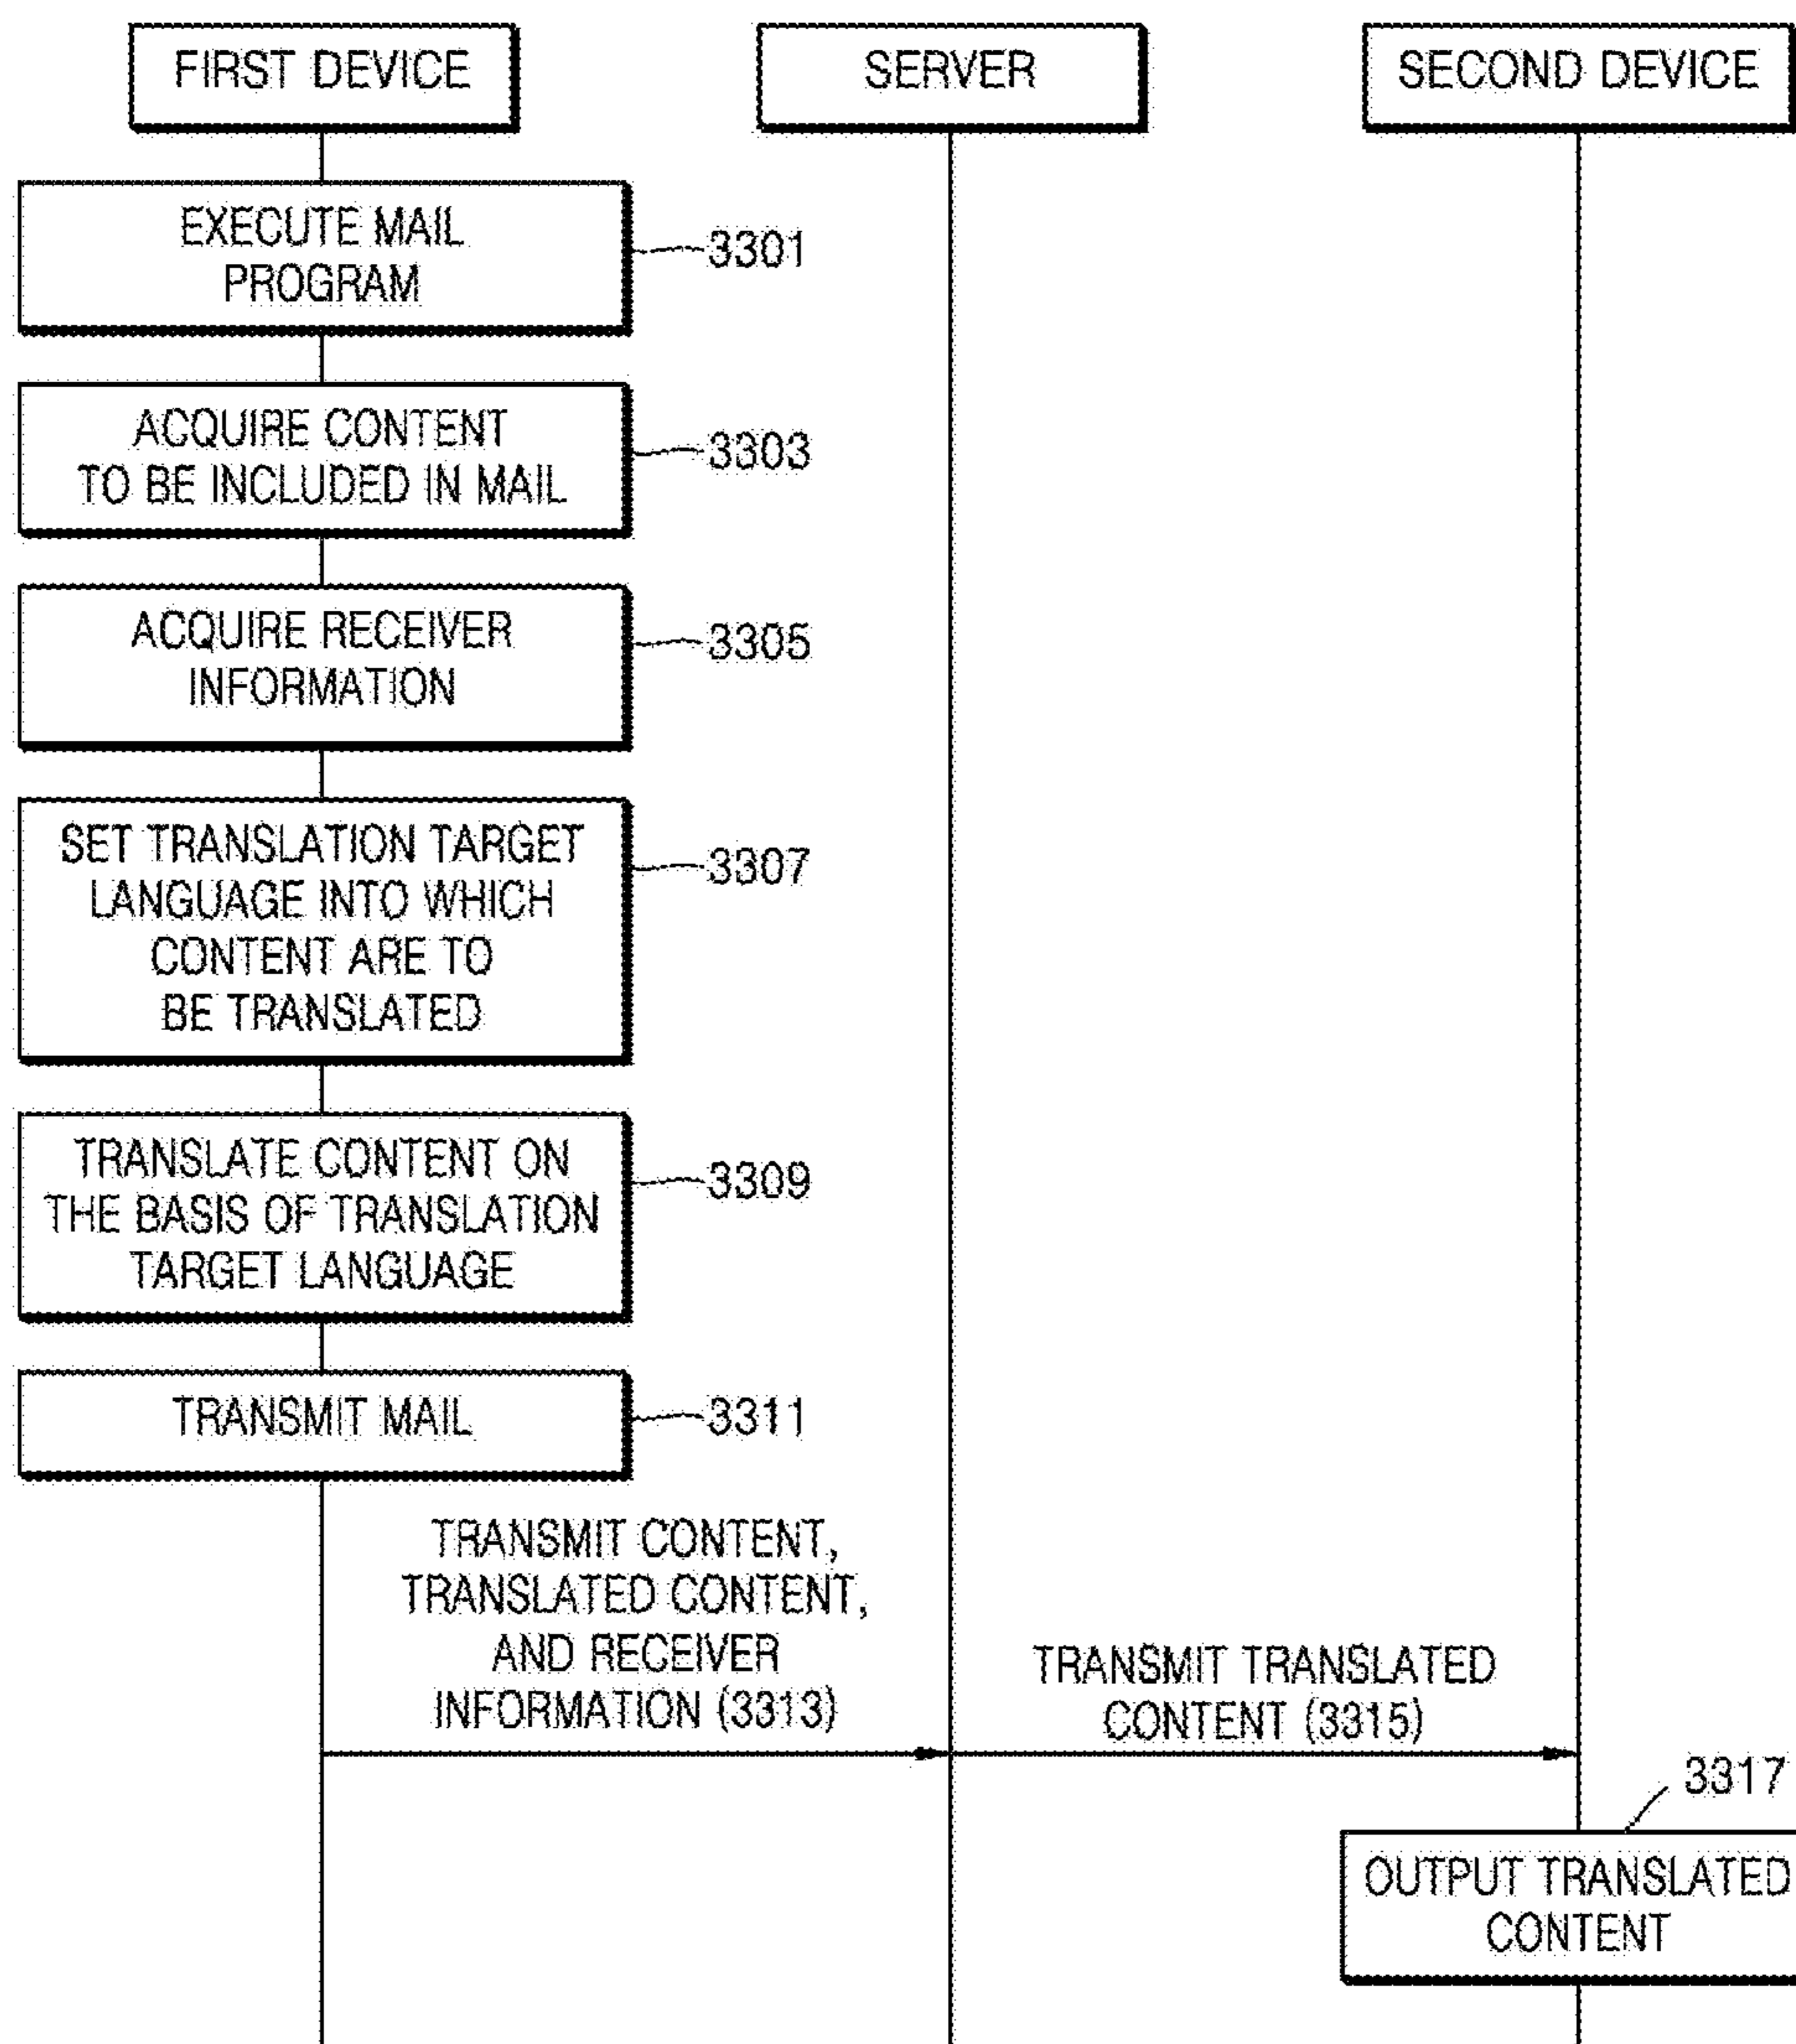 FIRST DEVICE
SERVER
SECOND DEVICE
EXECUTE MAIL
PROGRAM
3301
ACQUIRE CONTENT
TO BE INCLUDED IN MAIL
3303
ACQUIRE RECEIVER
INFORMATION
3305
SET TRANSLATION TARGET
LANGUAGE INTO WHICH
CONTENT ARE TO
BE TRANSLATED
3307
TRANSLATE CONTENT ON
THE BASIS OF TRANSLATION
TARGET LANGUAGE
3309
TRANSMIT MAIL
3311
TRANSMIT CONTENT,
TRANSLATED CONTENT,
AND RECEIVER
INFORMATION (3313)
TRANSMIT TRANSLATED
CONTENT (3315)
3317
OUTPUT TRANSLATED
CONTENT